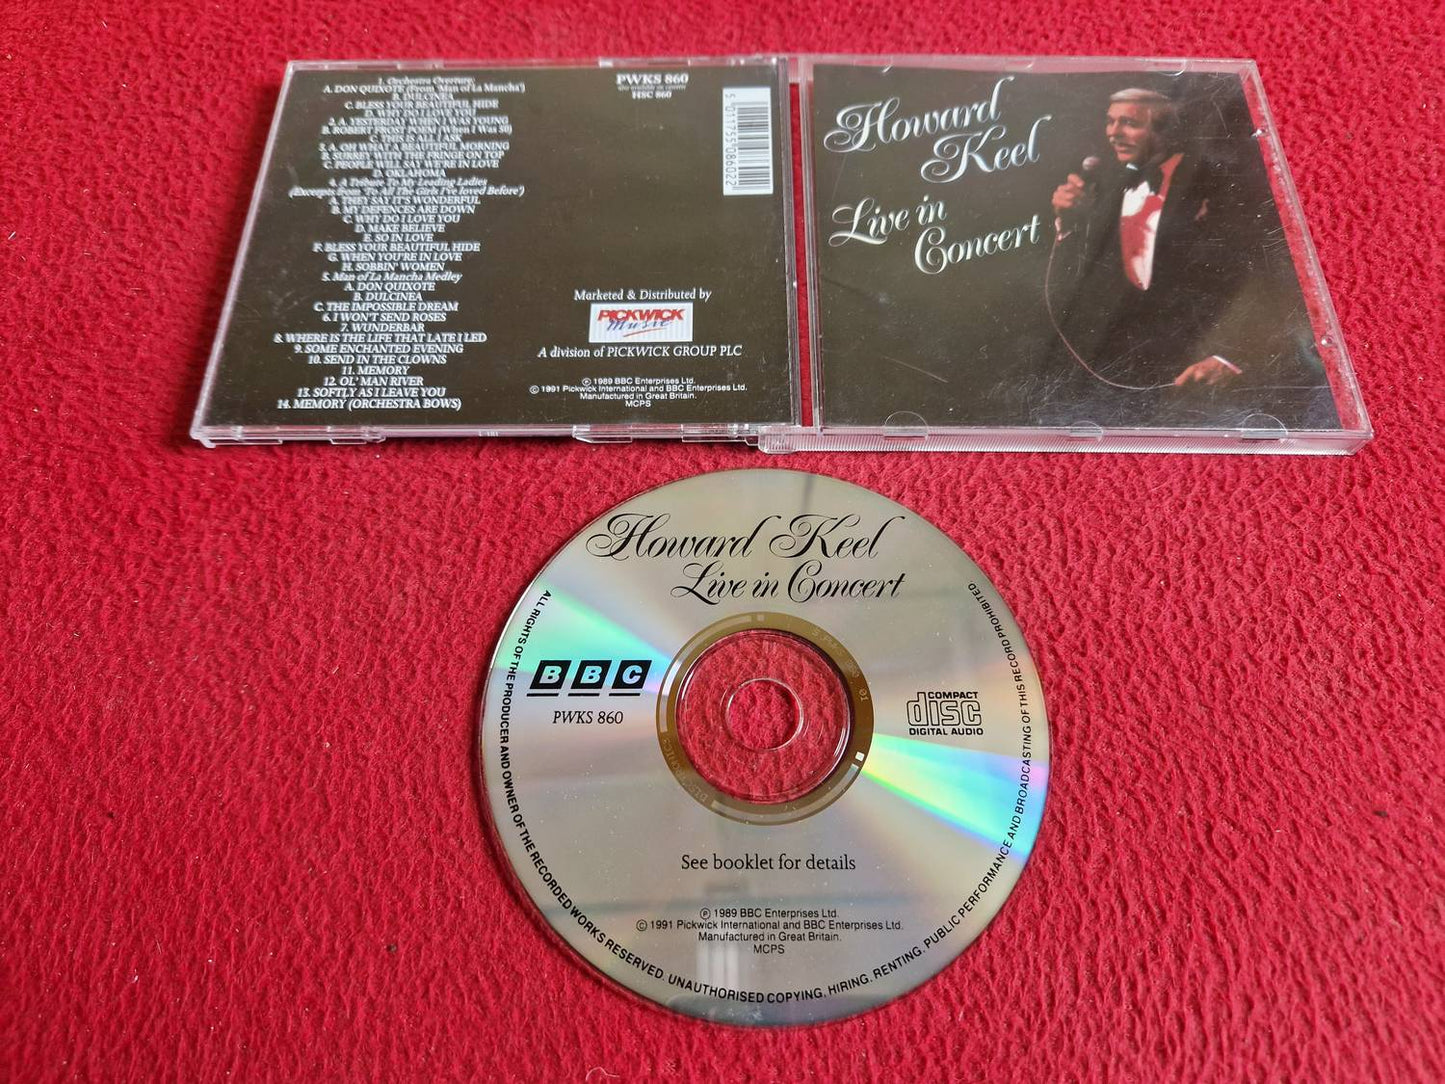 1. Orchestra Overture:
A. DON QUIXOTE (From 'Man of La Mancha')
B. DULCINEA
C. BLESS YOUR BEAUTIFUL HIDE
D. WHY DO I LOVE YOU
2. A. YESTERDAY WHEN I WAS YOUNG
B. ROBERT FROST POEM (When I Was 50)
C. THIS IS ALL I ASK
3. A. OH WHAT A BEAUTIFUL MORNING
B. SURREY WITH THE FRINGE ON TOP
C. PEOPLE WILL SAY WE'RE IN LOVE
D. OKLAHOMA
4. A Tribute To My Leading Ladies
(Excerpts from 'To All The Girls I've loved Before')
A. THEY SAY IT'S WONDERFUL
B. MY DEFENCES ARE DOWN
C. WHY DO I LOVE YOU
D. MAKE BELIEVE
E. SO IN LOVE
F. BLESS YOUR BEAUTIFUL HIDE
G. WHEN YOU'RE IN LOVE
H. SOBBIN' WOMEN
5. Man of La Mancha Medley
A. DON QUIXOTE
B. DULCINEA
C. THE IMPOSSIBLE DREAM
6. I WON'T SEND ROSES
7. WUNDERBAR
8. WHERE IS THE LIFE THAT LATE I LED
9. SOME ENCHANTED EVENING
10. SEND IN THE CLOWNS
11. MEMORY
12. OL' MAN RIVER
13. SOFTLY AS I LEAVE YOU
14. MEMORY (ORCHESTRA BOWS)
PWKS 860
also available on cassette
HSC 860
5 011755 086022
Marketed & Distributed by
PICKWICK
Music
A division of PICKWICK GROUP PLC
℗ 1989 BBC Enterprises Ltd.
© 1991 Pickwick International and BBC Enterprises Ltd.
Manufactured in Great Britain.
MCPS
Howard
Keel
Live in
Concert
Howard Keel
Live in Concert
BBC
PWKS 860
COMPACT
disc
DIGITAL AUDIO
See booklet for details
℗ 1989 BBC Enterprises Ltd.
© 1991 Pickwick International and BBC Enterprises Ltd.
Manufactured in Great Britain.
MCPS
ALL RIGHTS OF THE PRODUCER AND OWNER OF THE RECORDED WORKS RESERVED. UNAUTHORISED COPYING, HIRING, RENTING, PUBLIC PERFORMANCE AND BROADCASTING OF THIS RECORD PROHIBITED.